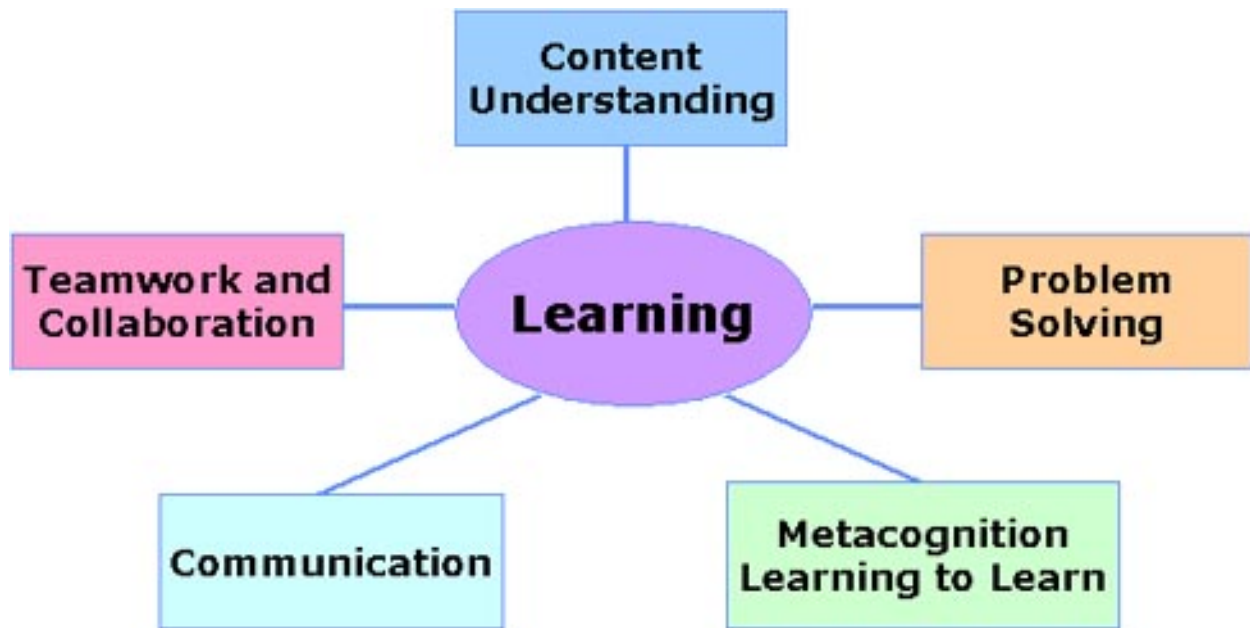 Content
Understanding
Teamwork and
Collaboration
Learning
Problem
Solving
Communication
Metacognition
Learning to Learn